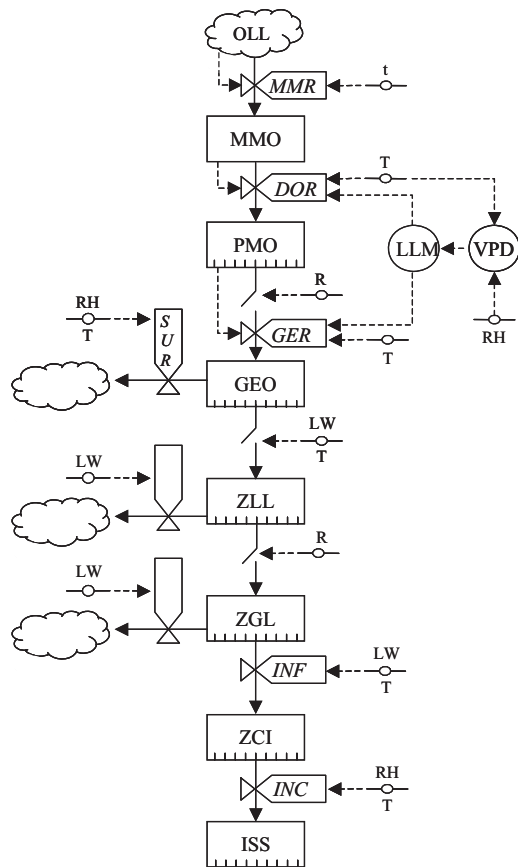 OLL
MMR
t
MMO
T
DOR
PMO
LLM
VPD
R
RH
T
SUR
GER
T
RH
GEO
LW
T
LW
ZLL
R
LW
ZGL
INF
LW
T
ZCI
INC
RH
T
ISS